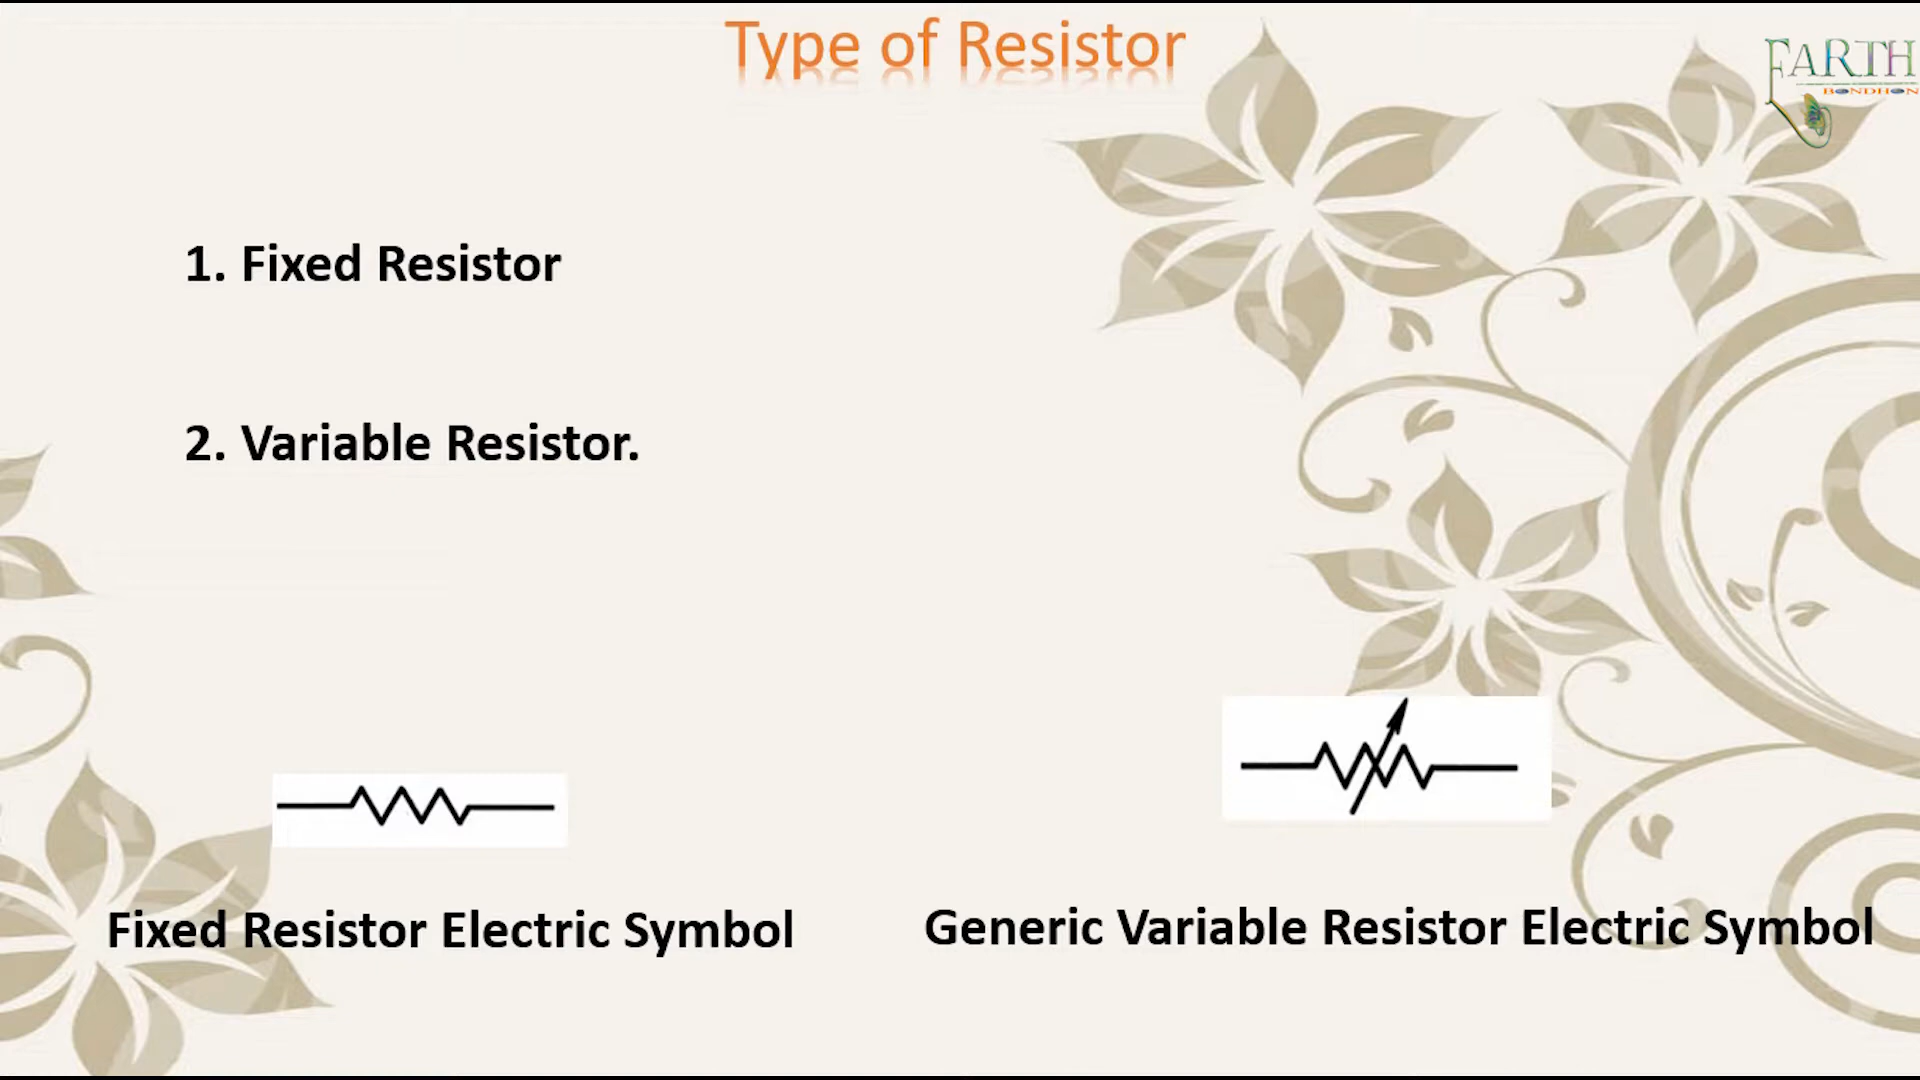 Type of Resistor
EARTH
BONDHON
1. Fixed Resistor
2. Variable Resistor.
Fixed Resistor Electric Symbol
Generic Variable Resistor Electric Symbol